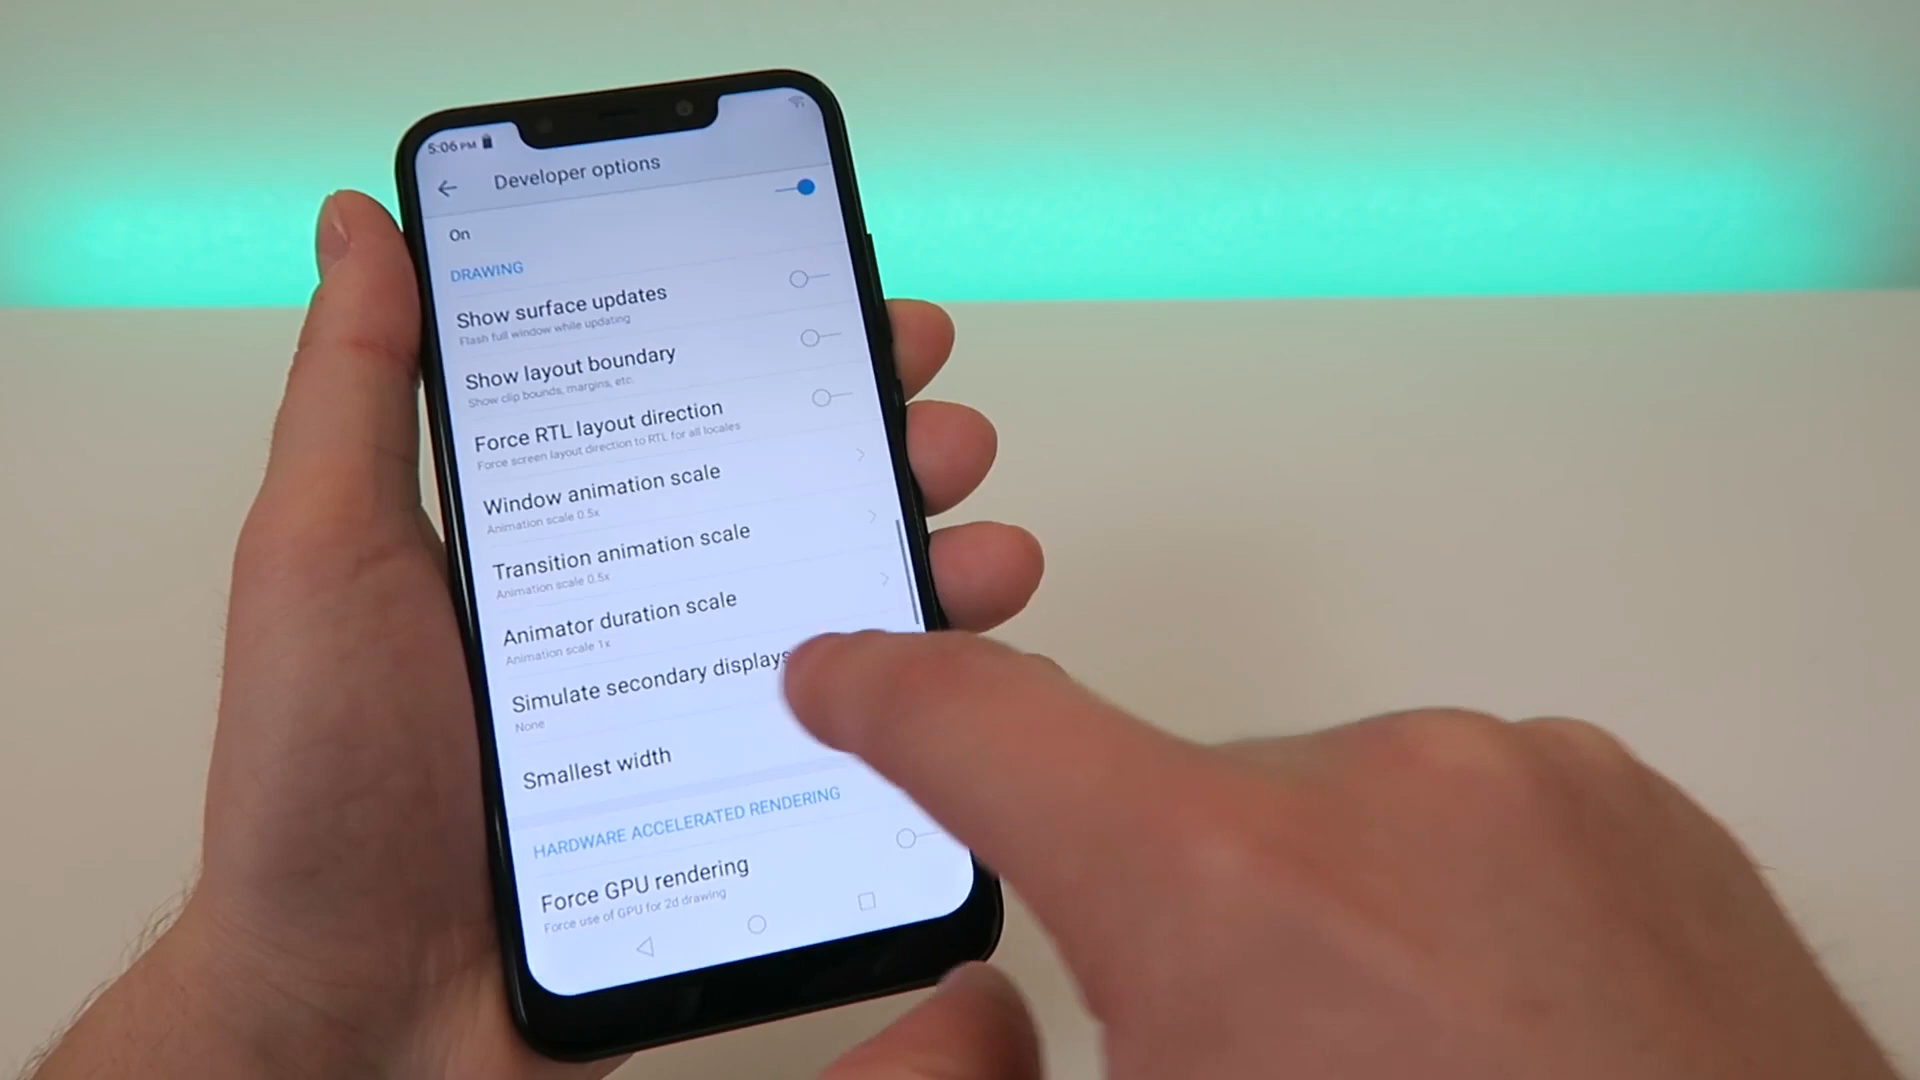 5:06 PM
Developer options
On
DRAWING
Show surface updates
Flash full window while updating
Show layout boundary
Show clip bounds, margins, etc.
Force RTL layout direction
Force screen layout direction to RTL for all locales
Window animation scale
Animation scale 0.5x
Transition animation scale
Animation scale 0.5x
Animator duration scale
Animation scale 1x
Simulate secondary displays
None
Smallest width
HARDWARE ACCELERATED RENDERING
Force GPU rendering
Force use of GPU for 2d drawing